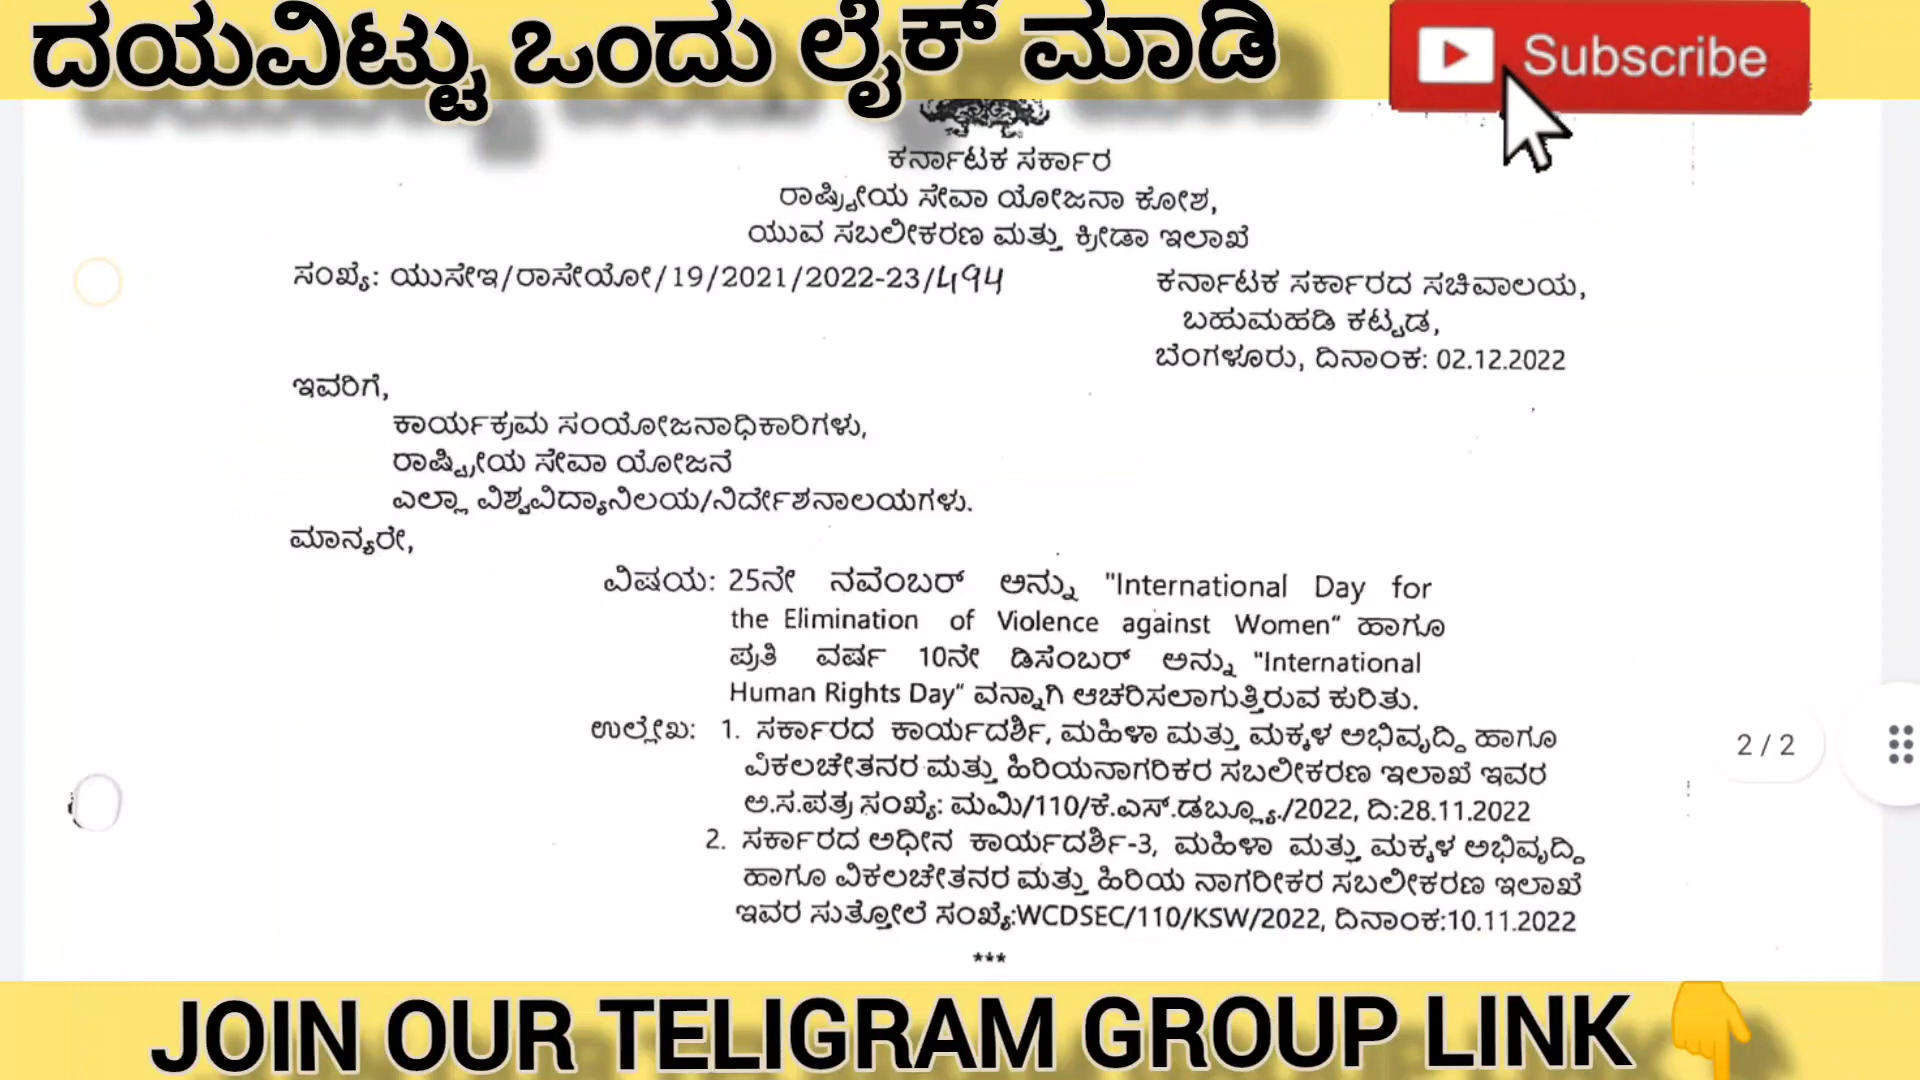 ದಯವಿಟ್ಟು ಒಂದು ಲೈಕ್ ಮಾಡಿ
Subscribe
ಕರ್ನಾಟಕ ಸರ್ಕಾರ
ರಾಷ್ಟ್ರೀಯ ಸೇವಾ ಯೋಜನಾ ಕೋಶ,
ಯುವ ಸಬಲೀಕರಣ ಮತ್ತು ಕ್ರೀಡಾ ಇಲಾಖೆ
ಸಂಖ್ಯೆ: ಯುಸೇಇ/ರಾಸೇಯೋ/19/2021/2022-23/494
ಕರ್ನಾಟಕ ಸರ್ಕಾರದ ಸಚಿವಾಲಯ,
ಬಹುಮಹಡಿ ಕಟ್ಟಡ,
ಬೆಂಗಳೂರು, ದಿನಾಂಕ: 02.12.2022
ಇವರಿಗೆ,
ಕಾರ್ಯಕ್ರಮ ಸಂಯೋಜನಾಧಿಕಾರಿಗಳು,
ರಾಷ್ಟ್ರೀಯ ಸೇವಾ ಯೋಜನೆ
ಎಲ್ಲಾ ವಿಶ್ವವಿದ್ಯಾನಿಲಯ/ನಿರ್ದೇಶನಾಲಯಗಳು.
ಮಾನ್ಯರೇ,
ವಿಷಯ: 25ನೇ ನವೆಂಬರ್ ಅನ್ನು "International Day for
the Elimination of Violence against Women" ಹಾಗೂ
ಪ್ರತಿ ವರ್ಷ 10ನೇ ಡಿಸೆಂಬರ್ ಅನ್ನು "International
Human Rights Day" ವನ್ನಾಗಿ ಆಚರಿಸಲಾಗುತ್ತಿರುವ ಕುರಿತು.
ಉಲ್ಲೇಖ: 1. ಸರ್ಕಾರದ ಕಾರ್ಯದರ್ಶಿ, ಮಹಿಳಾ ಮತ್ತು ಮಕ್ಕಳ ಅಭಿವೃದ್ಧಿ ಹಾಗೂ
ವಿಕಲಚೇತನರ ಮತ್ತು ಹಿರಿಯನಾಗರಿಕರ ಸಬಲೀಕರಣ ಇಲಾಖೆ ಇವರ
ಅ.ಸ.ಪತ್ರ ಸಂಖ್ಯೆ: ಮಮಿ/110/ಕೆ.ಎಸ್.ಡಬ್ಲ್ಯೂ./2022, ದಿ:28.11.2022
2. ಸರ್ಕಾರದ ಅಧೀನ ಕಾರ್ಯದರ್ಶಿ-3, ಮಹಿಳಾ ಮತ್ತು ಮಕ್ಕಳ ಅಭಿವೃದ್ಧಿ
ಹಾಗೂ ವಿಕಲಚೇತನರ ಮತ್ತು ಹಿರಿಯ ನಾಗರೀಕರ ಸಬಲೀಕರಣ ಇಲಾಖೆ
ಇವರ ಸುತ್ತೋಲೆ ಸಂಖ್ಯೆ:WCDSEC/110/KSW/2022, ದಿನಾಂಕ:10.11.2022
***
2 / 2
JOIN OUR TELIGRAM GROUP LINK